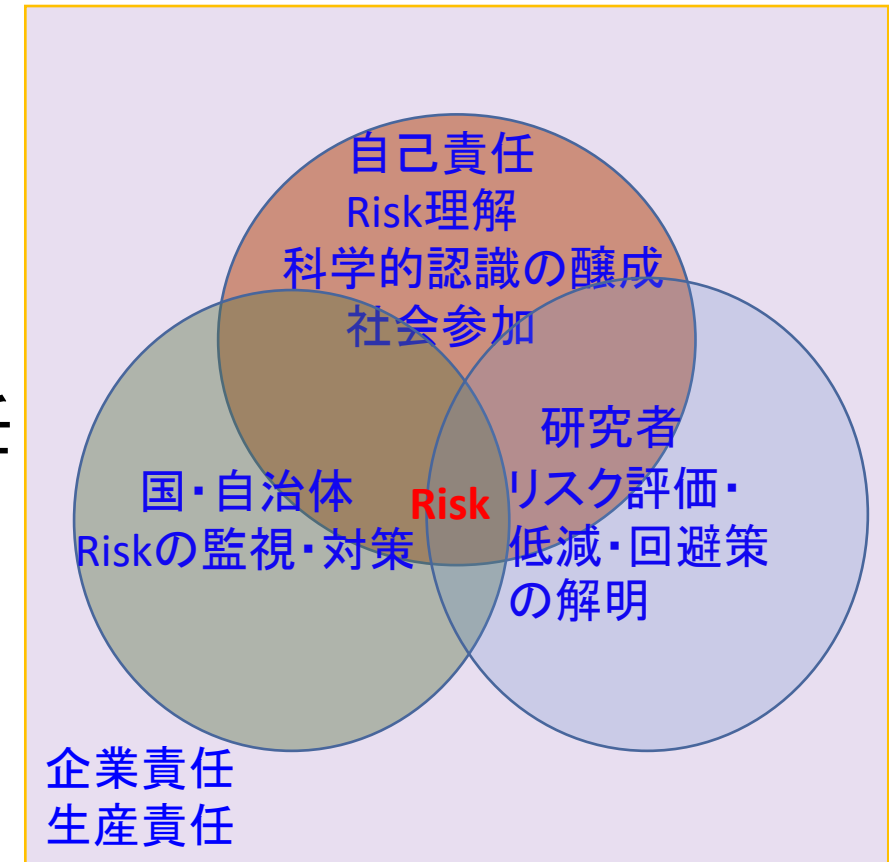 自己責任
Risk理解
科学的認識の醸成
社会参加
国・自治体
Riskの監視・対策
Risk
研究者
リスク評価・
低減・回避策
の解明
企業責任
生産責任